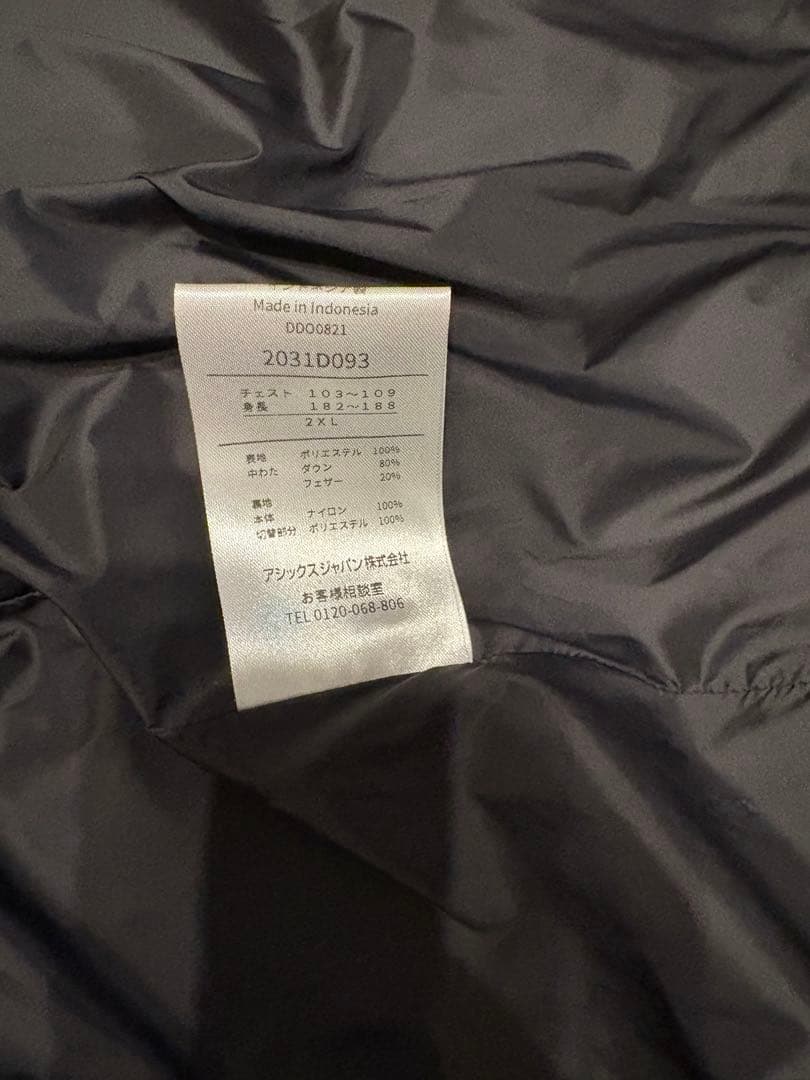 Made in Indonesia
DDO0821
2031D093
チェスト 103～109
身長 182～188
2XL
表地 ポリエステル 100%
中わた ダウン 80%
フェザー 20%
裏地
本体 ナイロン 100%
切替部分 ポリエステル 100%
アシックスジャパン株式会社
お客様相談室
TEL 0120-068-806